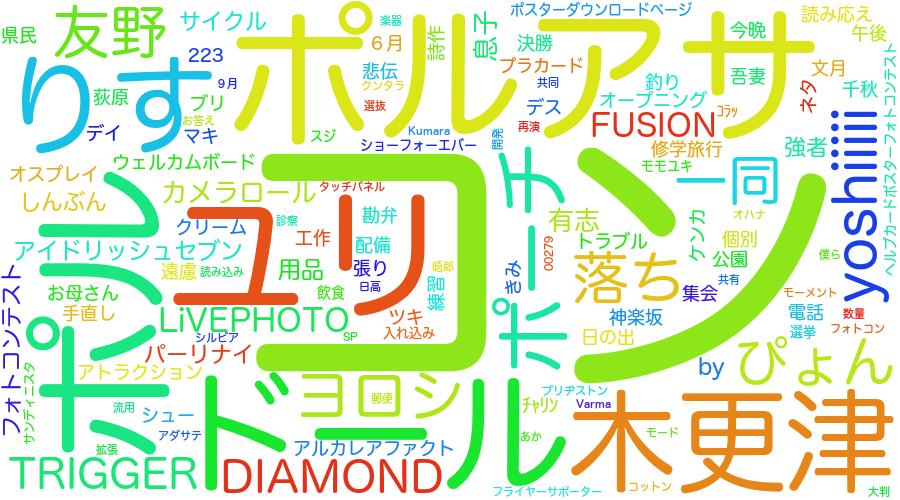 友野
サイクル
ポルアサ
息子
詩作
楽器
６月
ポスターダウンロードページ
読み応え
県民
223
決勝
今晩
午後
りす
荻原
ブリ
９月
悲伝
クンタラ
プラカード
吾妻
文月
釣り
共同
千秋
オープニング
ネタ
デイ
マキ
お答え
スジ
選抜
デス
Kumara
再演
ｺﾗｯ
FUSION
ショーフォーエバー
開発
修学旅行
強者
yoshiiiiiii
ヘルプカードポスターフォトコンテスト
ウェルカムボード
モモユキ
オスプレイ
カメラロール
タッチパネル
ポーチ
一同
しんぶん
クリーム
ユリ
コ
ン
勘弁
有志
オハナ
診察
工作
配備
トラブル
ケンカ
個別
アイドリッシュセブン
00279
公園
僕ら
遠慮
読み込み
用品
張り
悟郎
きみ
共有
お母さん
日高
飲食
練習
集会
モーメント
手直し
LiVEPHOTO
ツキ
神楽坂
電話
数量
フォトコンテスト
シルビア
SP
入れ込み
日の出
選挙
フォトコン
パーリナイ
by
ぴょん
サンディニスタ
アトラクション
ポシ
ヨロシ
郵便
ブリヂストン
流用
シュー
ドール
ﾁｬﾘﾝ
Varma
木更津
アダサテ
あか
モード
拡張
アルカレアファクト
TRIGGER
DIAMOND
フライヤーサポーター
コットン
大判